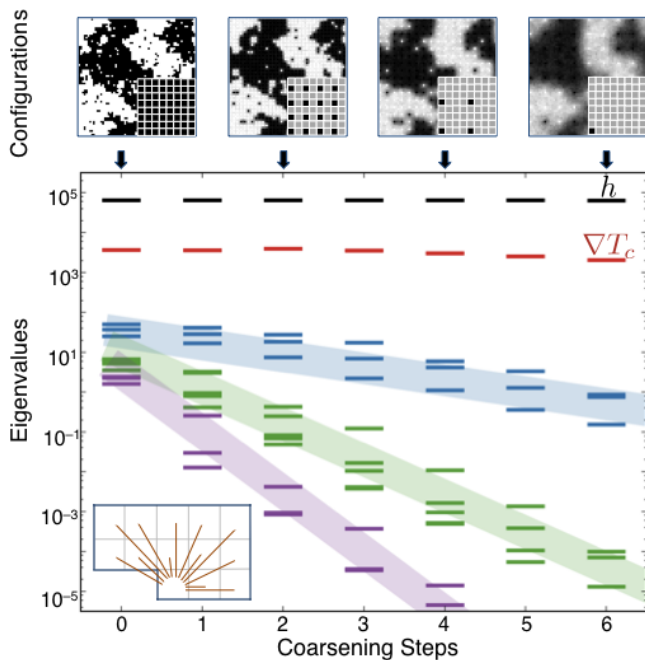 Configurations
h
∇T_c
Eigenvalues
10^5
10^3
10^1
10^−1
10^−3
10^−5
0 1 2 3 4 5 6
Coarsening Steps